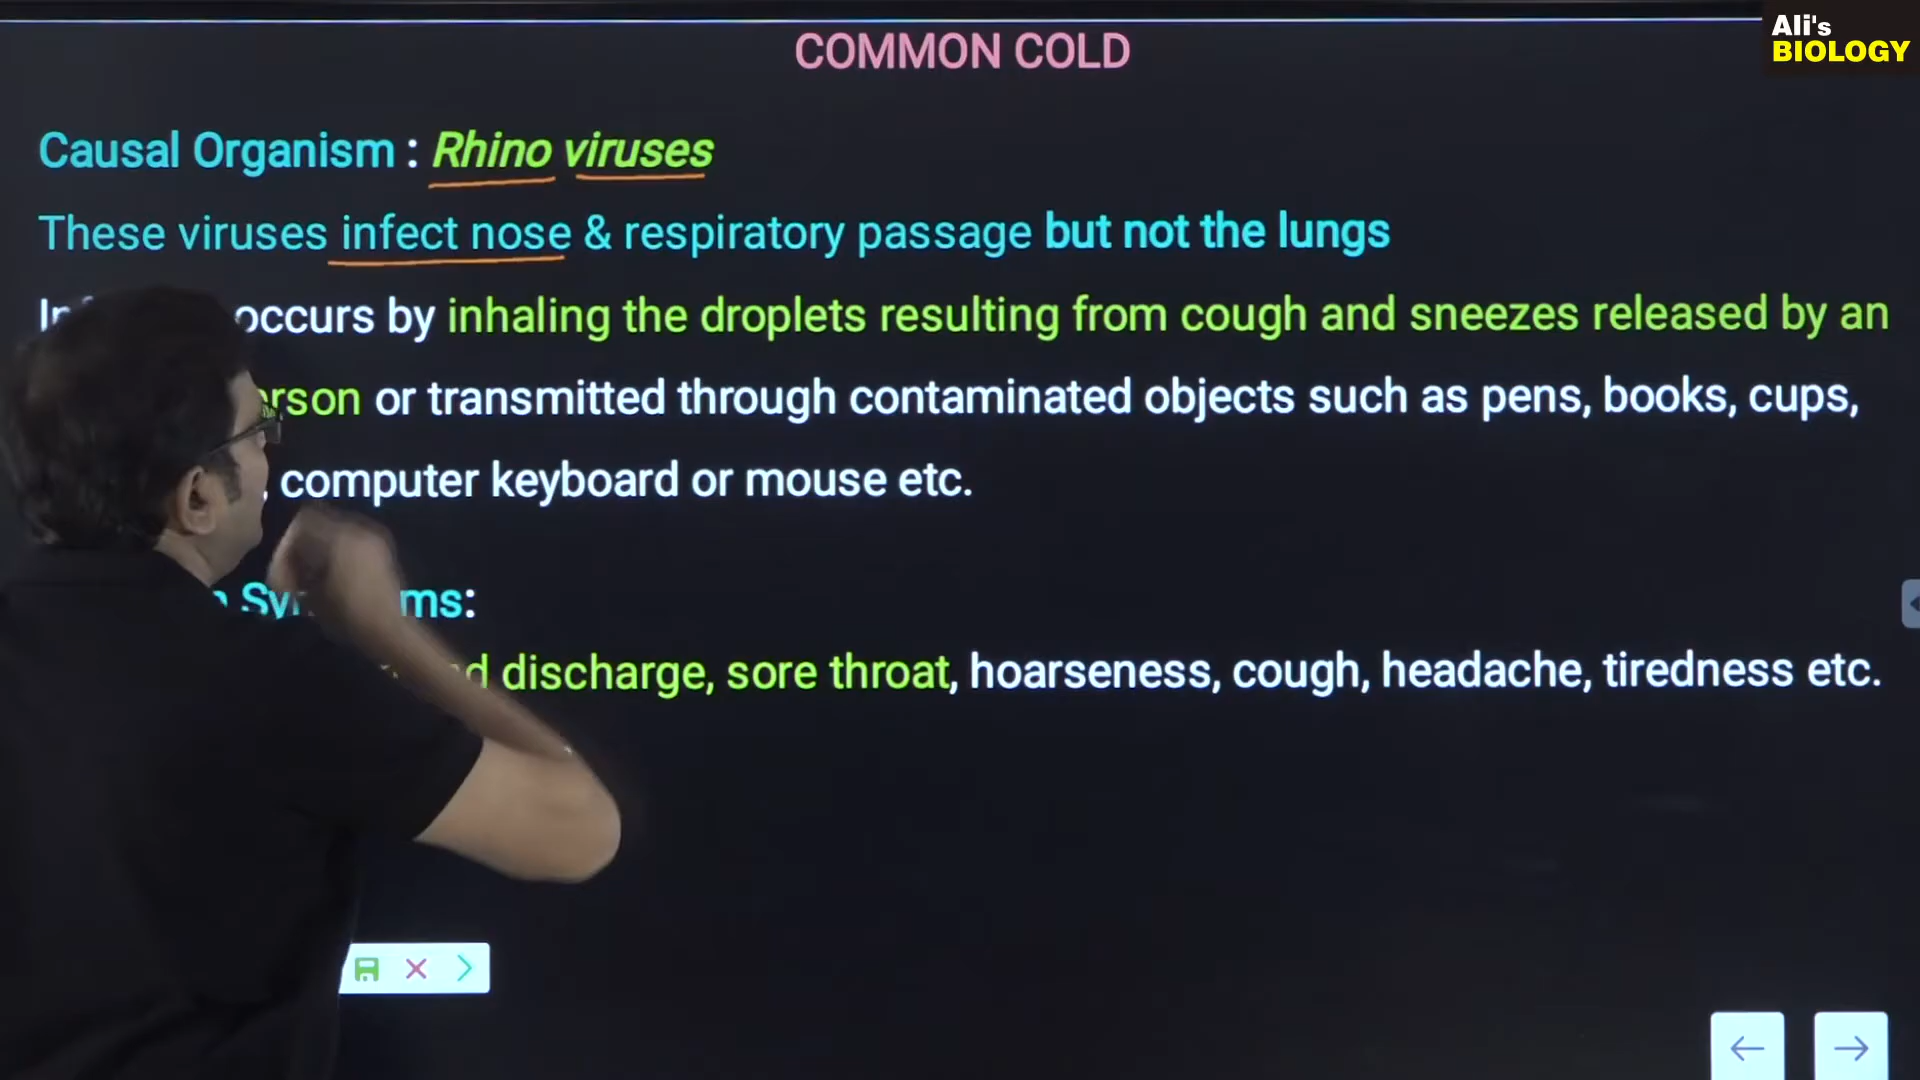 Ali's
BIOLOGY
COMMON COLD
Causal Organism : Rhino viruses
These viruses infect nose & respiratory passage but not the lungs
occurs by inhaling the droplets resulting from cough and sneezes released by an
or transmitted through contaminated objects such as pens, books, cups,
computer keyboard or mouse etc.
discharge, sore throat, hoarseness, cough, headache, tiredness etc.